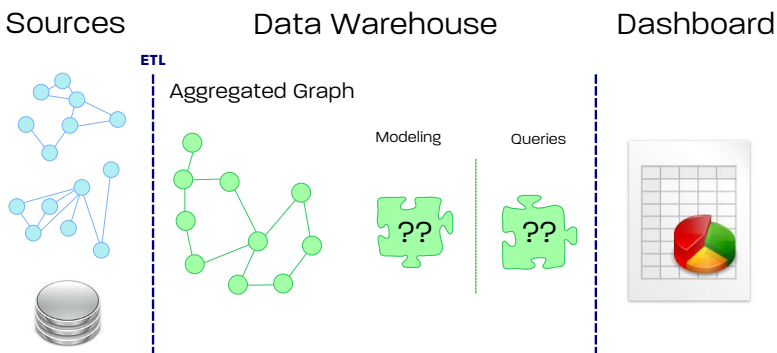 Sources
Data Warehouse
Dashboard
ETL
Aggregated Graph
Modeling
Queries
??
??